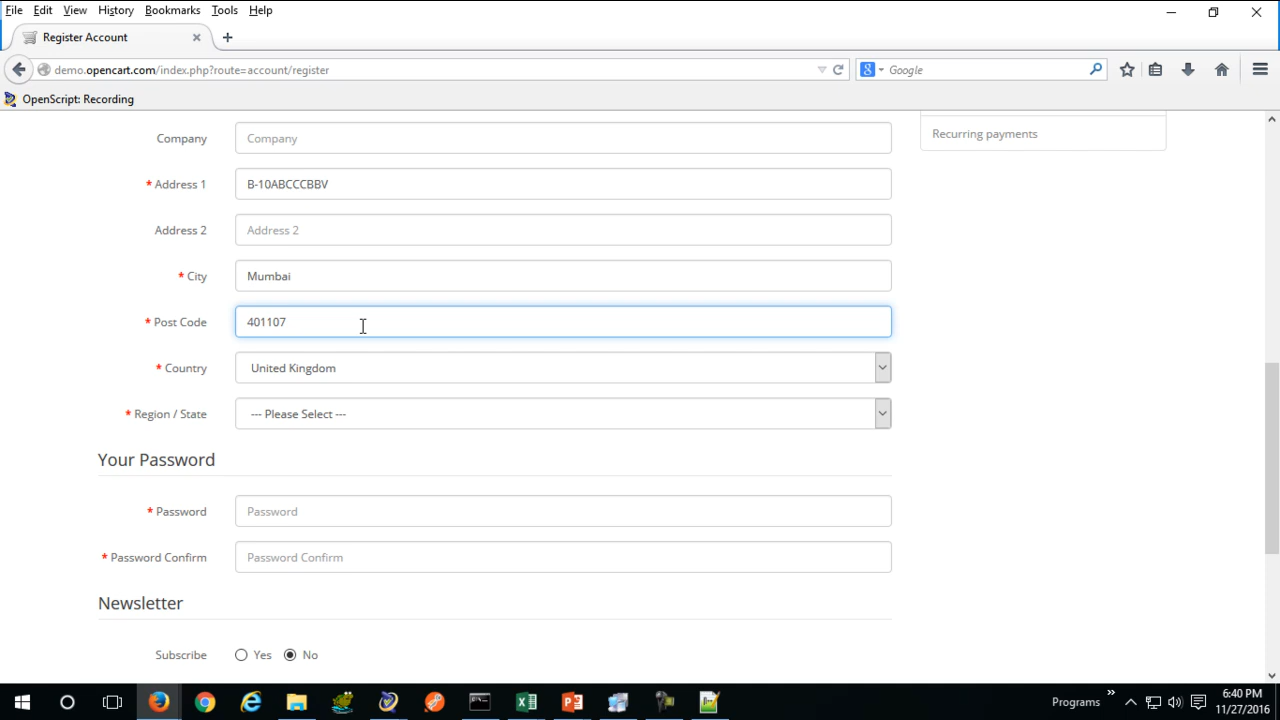 File Edit View History Bookmarks Tools Help
Register Account
demo.opencart.com/index.php?route=account/register
Google
OpenScript: Recording
Company Company
Recurring payments
* Address 1 B-10ABCCCBBV
Address 2 Address 2
* City Mumbai
* Post Code 401107
* Country United Kingdom
* Region / State --- Please Select ---
Your Password
* Password Password
* Password Confirm Password Confirm
Newsletter
Subscribe Yes No
Programs
6:40 PM
11/27/2016